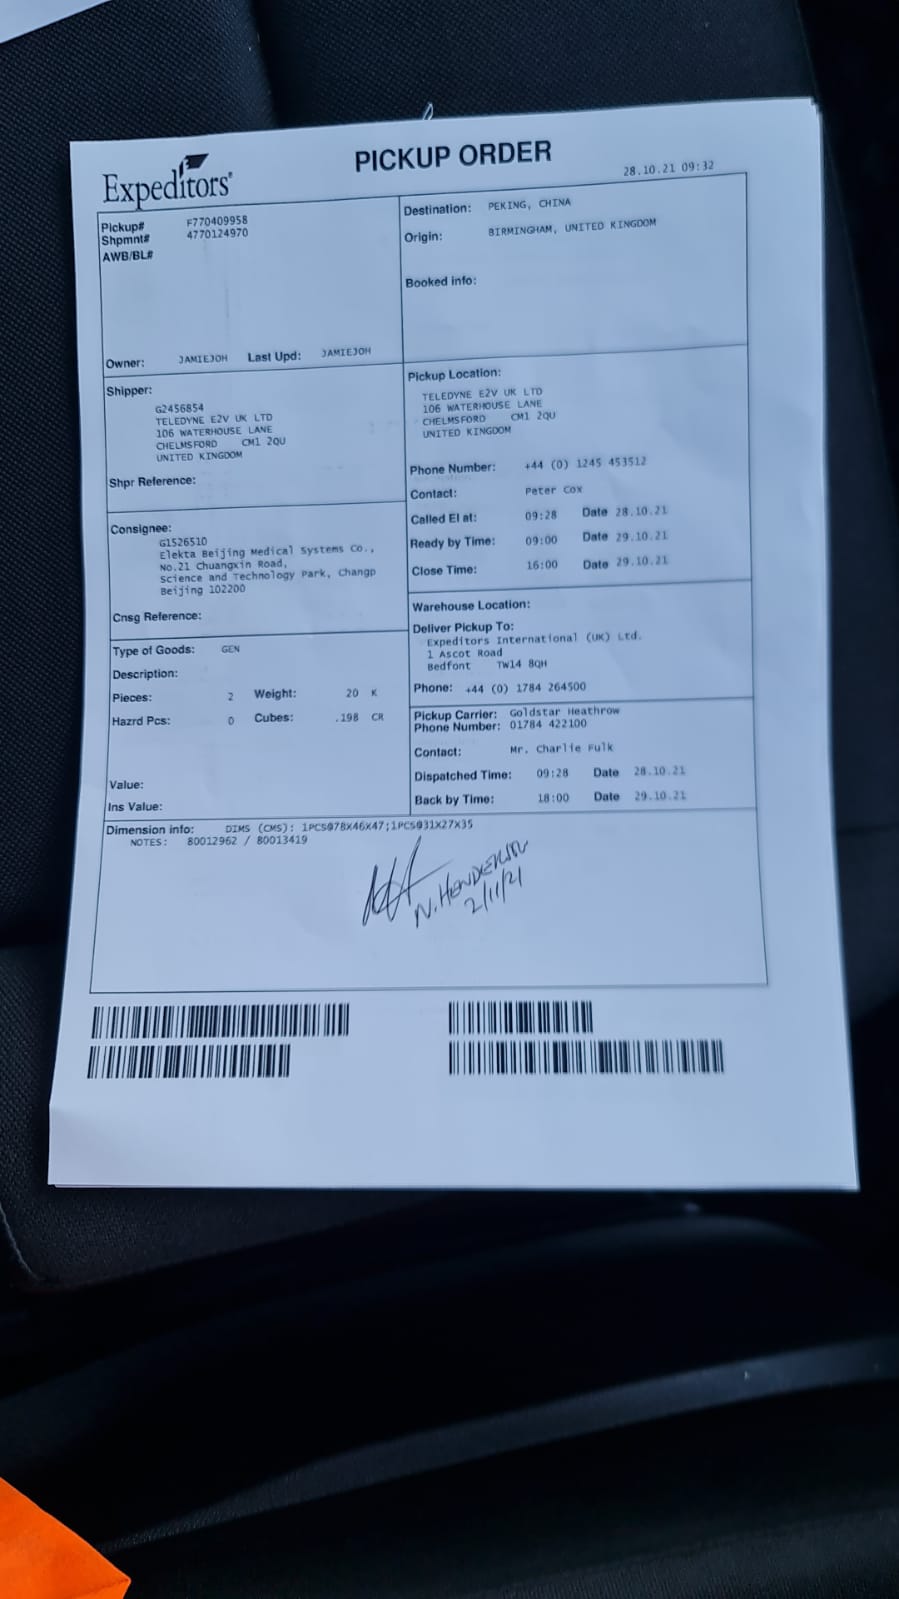 Expeditors®
PICKUP ORDER
28.10.21 09:32
Pickup# F770409958
Shpmnt# 4770124970
AWB/BL#
Owner: JAMIEJOH Last Upd: JAMIEJOH
Destination: PEKING, CHINA
Origin: BIRMINGHAM, UNITED KINGDOM
Booked info:
Shipper:
G2456854
TELEDYNE E2V UK LTD
106 WATERHOUSE LANE
CHELMSFORD CM1 2QU
UNITED KINGDOM
Shpr Reference:
Pickup Location:
TELEDYNE E2V UK LTD
106 WATERHOUSE LANE
CHELMSFORD CM1 2QU
UNITED KINGDOM
Phone Number: +44 (0) 1245 453512
Contact: Peter Cox
Called EI at: 09:28 Date 28.10.21
Ready by Time: 09:00 Date 29.10.21
Close Time: 16:00 Date 29.10.21
Consignee:
G1526510
Elekta Beijing Medical Systems Co.,
No.21 Chuangxin Road,
Science and Technology Park, Changp
Beijing 102200
Cnsg Reference:
Warehouse Location:
Deliver Pickup To:
Expeditors International (UK) Ltd.
1 Ascot Road
Bedfont TW14 8QH
Phone: +44 (0) 1784 264500
Type of Goods: GEN
Description:
Pieces: 2 Weight: 20 K
Hazrd Pcs: 0 Cubes: .198 CR
Value:
Ins Value:
Pickup Carrier: Goldstar Heathrow
Phone Number: 01784 422100
Contact: Mr. Charlie Fulk
Dispatched Time: 09:28 Date 28.10.21
Back by Time: 18:00 Date 29.10.21
Dimension info: DIMS (CMS): 1PCS@78X46X47;1PCS@31X27X35
NOTES: 80012962 / 80013419
N. HENDERSON
2/11/21